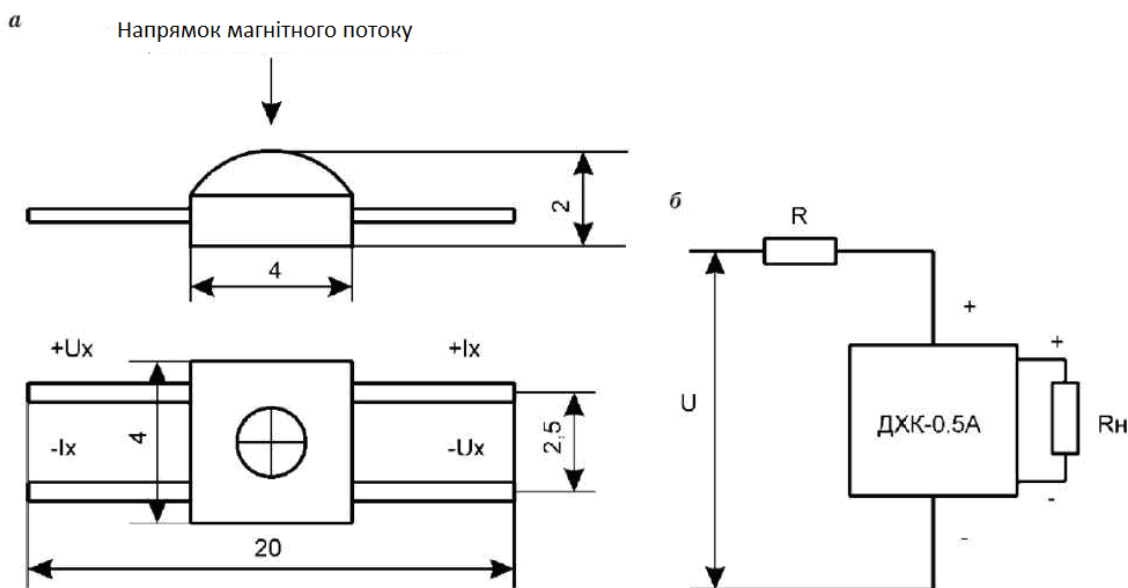 а
Напрямок магнітного потоку
2
4
+Ux
+Ix
4
-Ix
-Ux
2,5
20
б
R
+
U
ДХК-0.5А
+
Rн
-
-